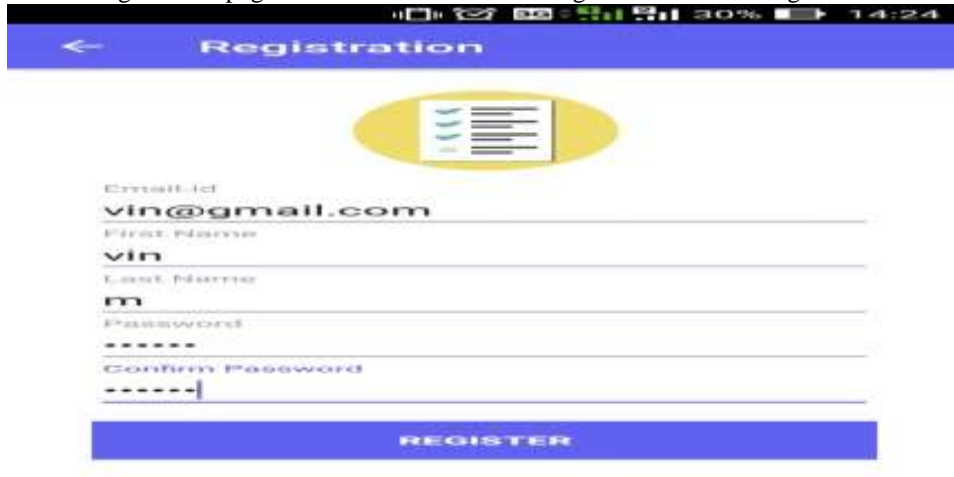 30% 14:24
Registration
Email-id
vin@gmail.com
First Name
vin
Last Name
m
Password
••••••
Confirm Password
••••••
REGISTER